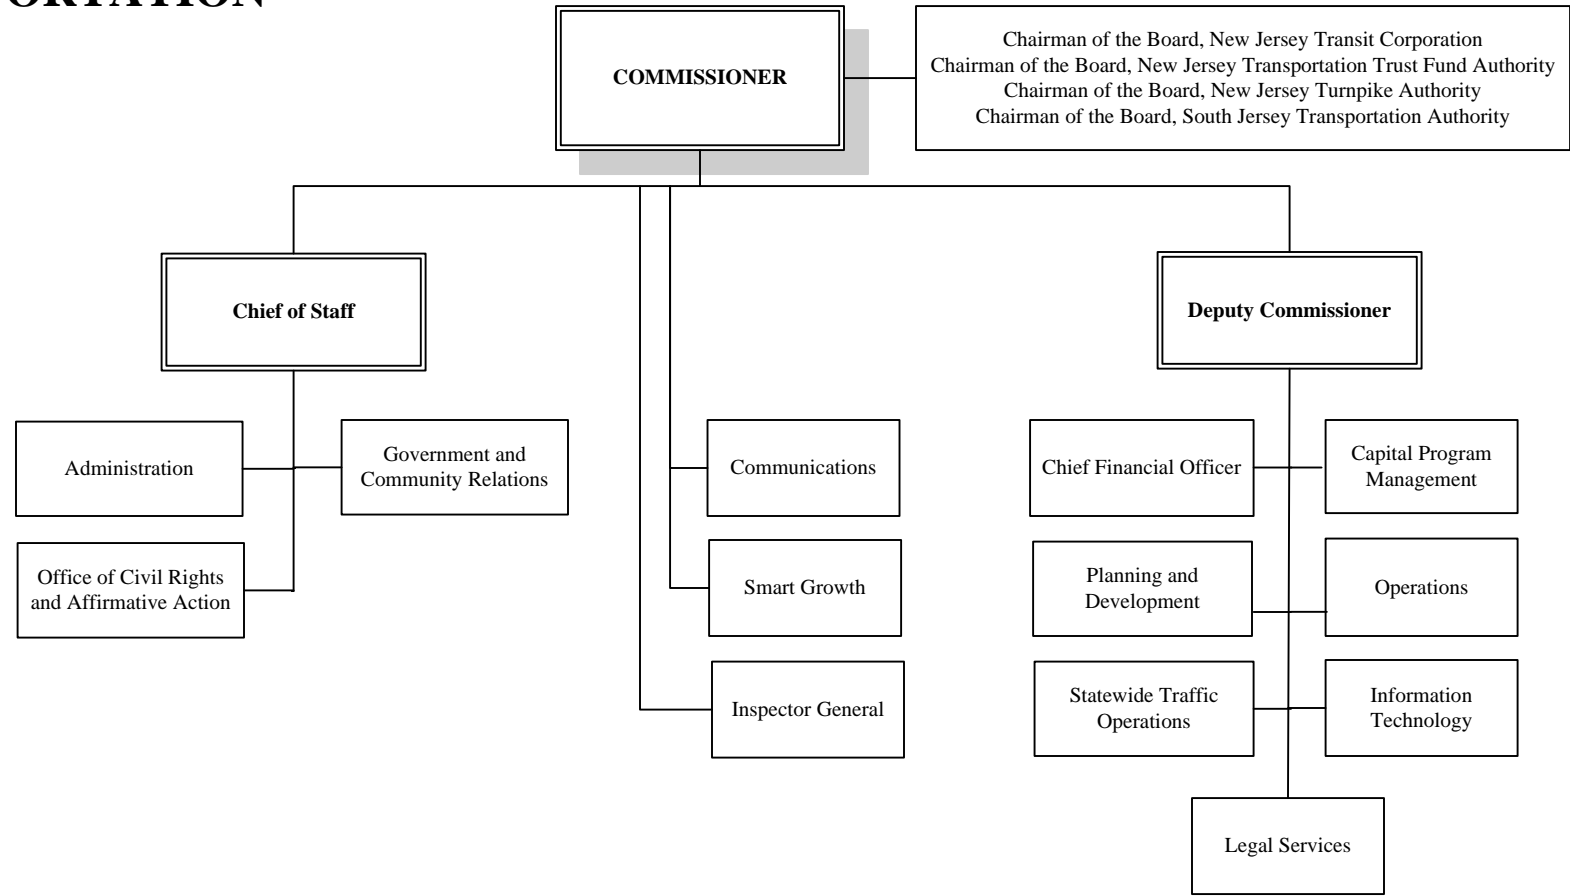 ORTATION
COMMISSIONER
Chairman of the Board, New Jersey Transit Corporation
Chairman of the Board, New Jersey Transportation Trust Fund Authority
Chairman of the Board, New Jersey Turnpike Authority
Chairman of the Board, South Jersey Transportation Authority
Chief of Staff
Deputy Commissioner
Administration
Government and
Community Relations
Communications
Chief Financial Officer
Capital Program
Management
Office of Civil Rights
and Affirmative Action
Smart Growth
Planning and
Development
Operations
Inspector General
Statewide Traffic
Operations
Information
Technology
Legal Services